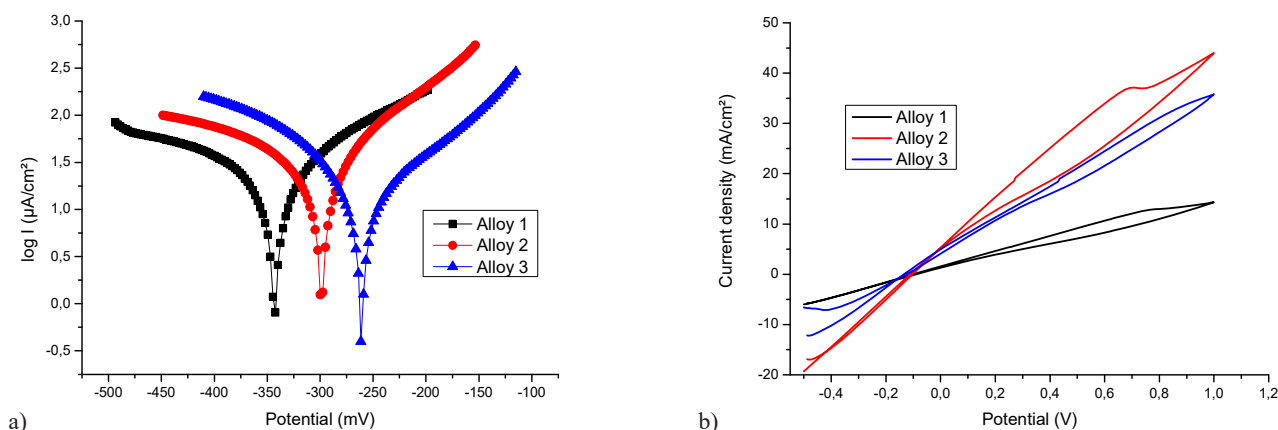 3,0
2,5
2,0
1,5
1,0
0,5
0,0
-0,5
log I (µA/cm²)
-500 -450 -400 -350 -300 -250 -200 -150 -100
Potential (mV)
Alloy 1
Alloy 2
Alloy 3
a)
50
40
30
20
10
0
-10
-20
Current density (mA/cm²)
-0,4 -0,2 0,0 0,2 0,4 0,6 0,8 1,0 1,2
Potential (V)
Alloy 1
Alloy 2
Alloy 3
b)